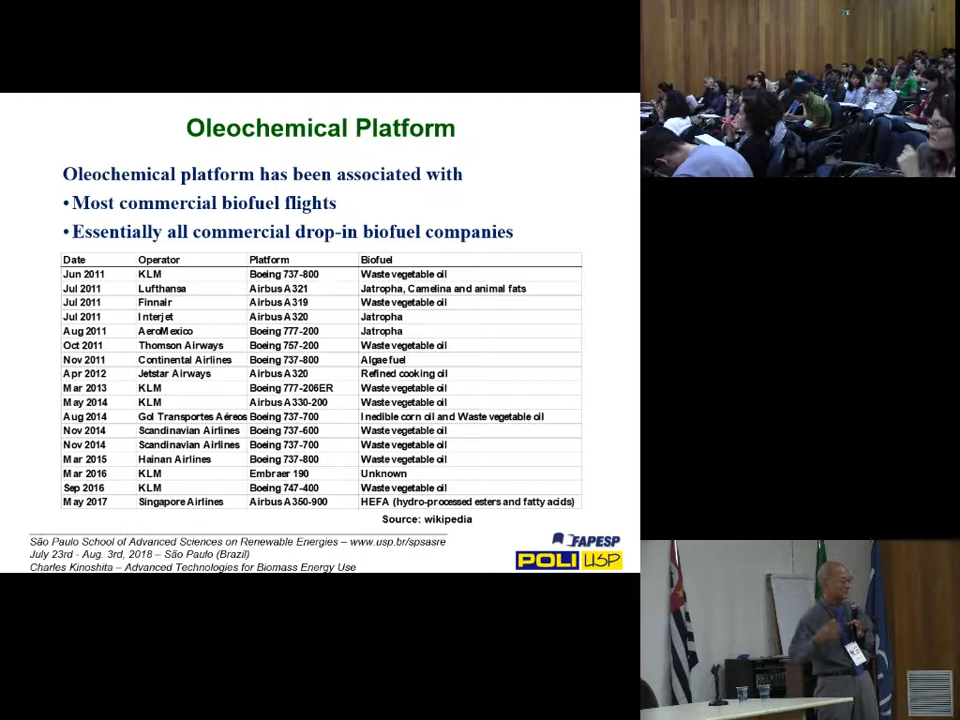 Oleochemical Platform
Oleochemical platform has been associated with
•Most commercial biofuel flights
•Essentially all commercial drop-in biofuel companies
Date Operator Platform Biofuel
Jun 2011 KLM Boeing 737-800 Waste vegetable oil
Jul 2011 Lufthansa Airbus A321 Jatropha, Camelina and animal fats
Jul 2011 Finnair Airbus A319 Waste vegetable oil
Jul 2011 Interjet Airbus A320 Jatropha
Aug 2011 AeroMexico Boeing 777-200 Jatropha
Oct 2011 Thomson Airways Boeing 757-200 Waste vegetable oil
Nov 2011 Continental Airlines Boeing 737-800 Algae fuel
Apr 2012 Jetstar Airways Airbus A320 Refined cooking oil
Mar 2013 KLM Boeing 777-206ER Waste vegetable oil
May 2014 KLM Airbus A330-200 Waste vegetable oil
Aug 2014 Gol Transportes Aéreos Boeing 737-700 Inedible corn oil and Waste vegetable oil
Nov 2014 Scandinavian Airlines Boeing 737-600 Waste vegetable oil
Nov 2014 Scandinavian Airlines Boeing 737-700 Waste vegetable oil
Mar 2015 Hainan Airlines Boeing 737-800 Waste vegetable oil
Mar 2016 KLM Embraer 190 Unknown
Sep 2016 KLM Boeing 747-400 Waste vegetable oil
May 2017 Singapore Airlines Airbus A350-900 HEFA (hydro-processed esters and fatty acids)
Source: wikipedia
São Paulo School of Advanced Sciences on Renewable Energies – www.usp.br/spsasre
July 23rd - Aug. 3rd, 2018 – São Paulo (Brazil)
Charles Kinoshita – Advanced Technologies for Biomass Energy Use
FAPESP
POLI USP